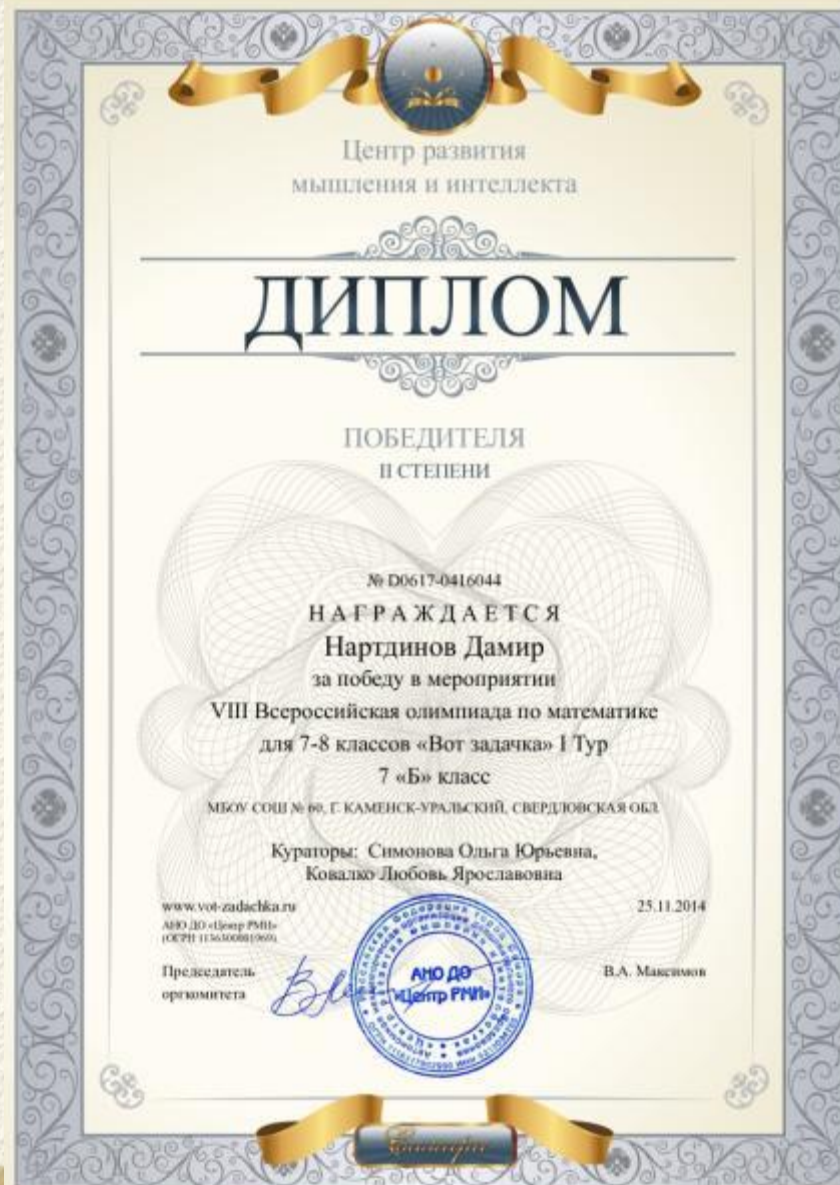 Центр развития
мышления и интеллекта
ДИПЛОМ
ПОБЕДИТЕЛЯ
II СТЕПЕНИ
№ D0617-0416044
НАГРАЖДАЕТСЯ
Нартдинов Дамир
за победу в мероприятии
VIII Всероссийская олимпиада по математике
для 7-8 классов «Вот задачка» I Тур
7 «Б» класс
МБОУ СОШ № 60, Г. КАМЕНСК-УРАЛЬСКИЙ, СВЕРДЛОВСКАЯ ОБЛ.
Кураторы: Симонова Ольга Юрьевна,
Ковалко Любовь Ярославовна
www.vot-zadachka.ru 25.11.2014
АНО ДО «Центр РМИ»
(ОГРН
Председатель
оргкомитета
В.А. Максимов
АНО ДО
«Центр РМИ»